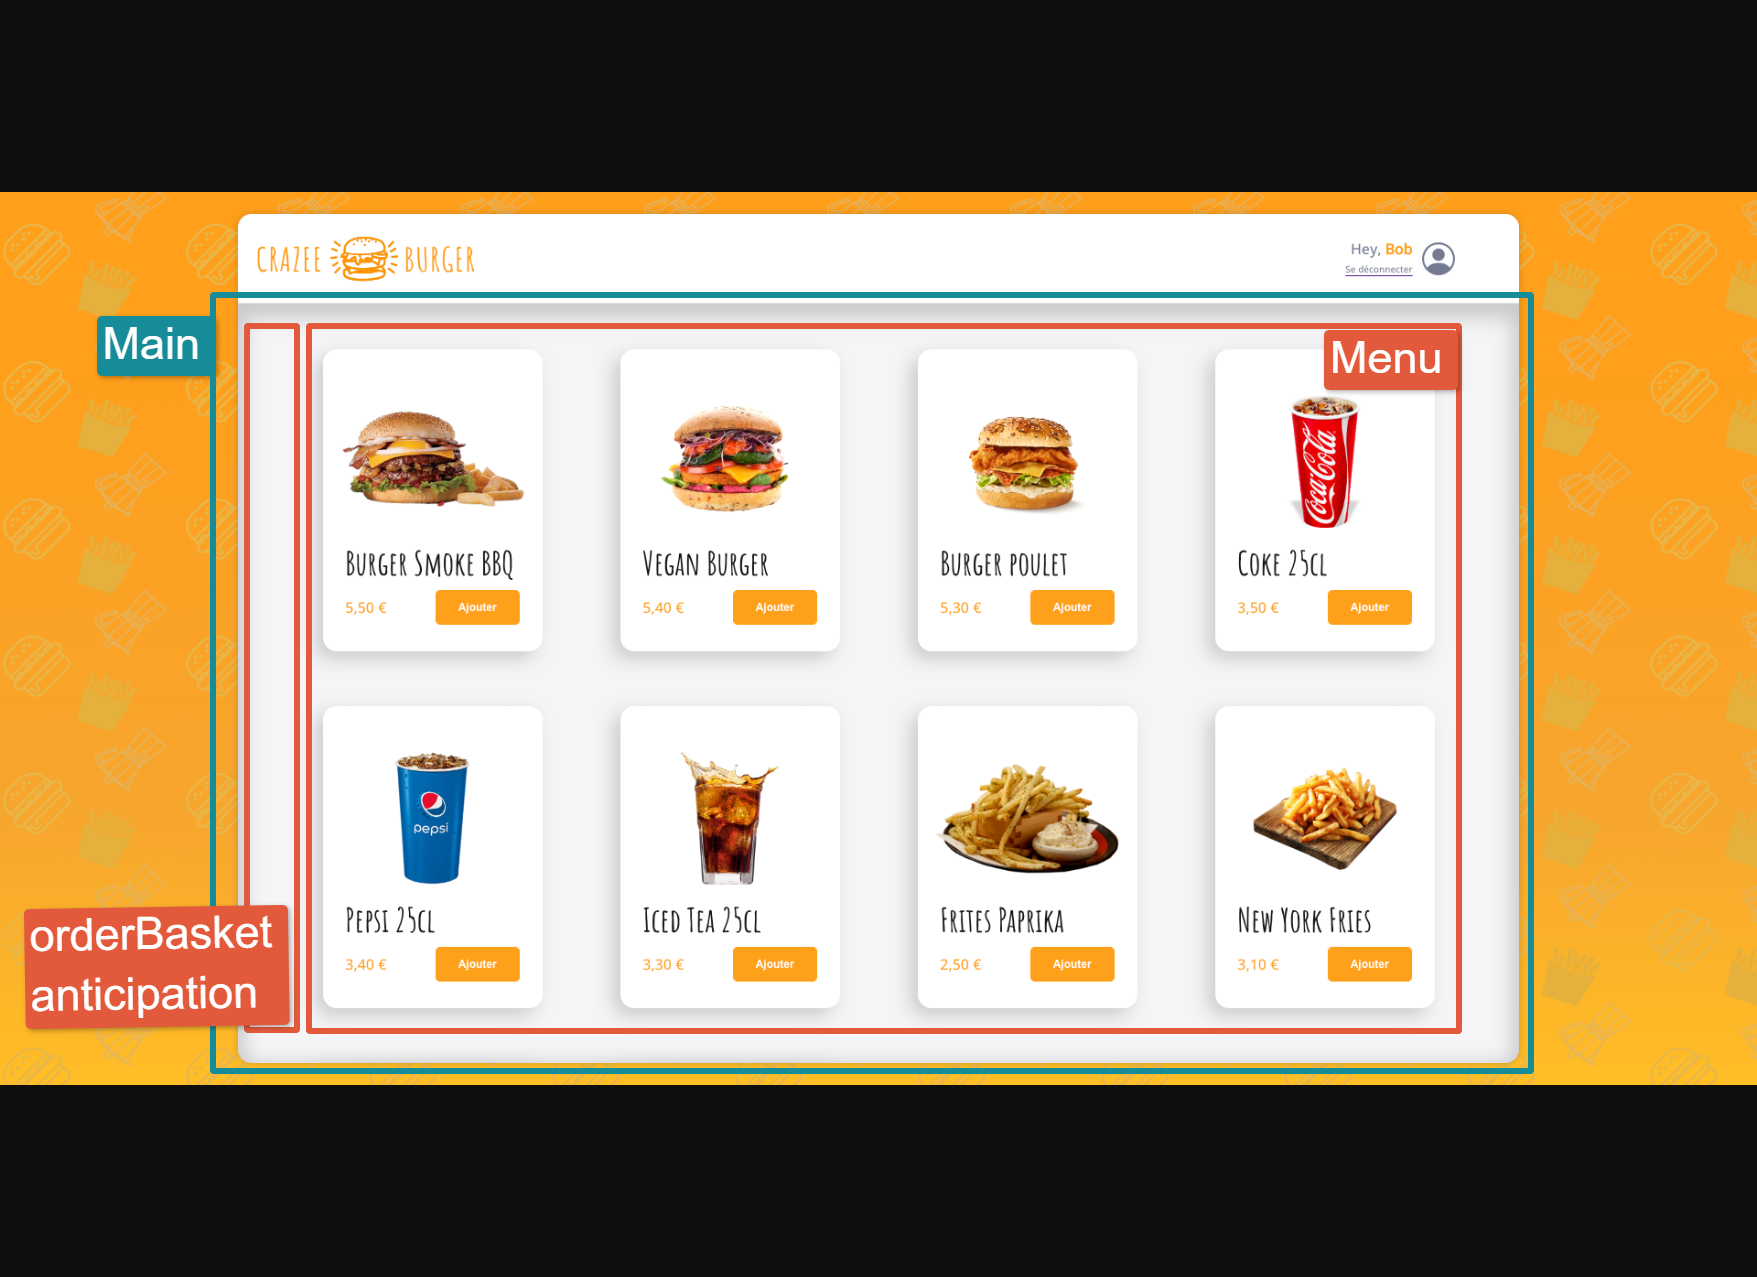 CRAZEE BURGER
Hey, Bob
Se déconnecter
Main
Menu
Coca-Cola
BURGER SMOKE BBQ
VEGAN BURGER
BURGER POULET
COKE 25CL
5,50 €
Ajouter
5,40 €
Ajouter
5,30 €
Ajouter
3,50 €
Ajouter
pepsi
orderBasket
anticipation
PEPSI 25CL
ICED TEA 25CL
FRITES PAPRIKA
NEW YORK FRIES
3,40 €
Ajouter
3,30 €
Ajouter
2,50 €
Ajouter
3,10 €
Ajouter